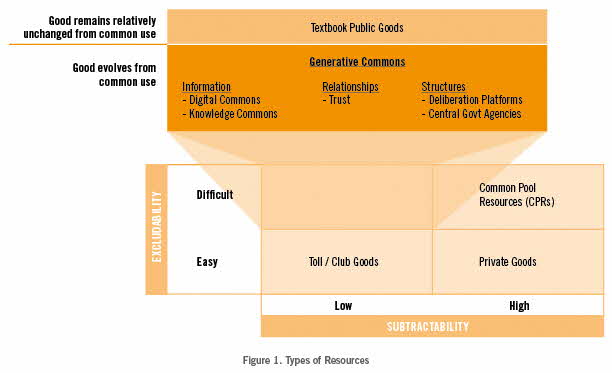 Good remains relatively
unchanged from common use
Textbook Public Goods
Good evolves from
common use
Generative Commons
Information
- Digital Commons
- Knowledge Commons
Relationships
- Trust
Structures
- Deliberation Platforms
- Central Govt Agencies
EXCLUDABILITY
Difficult
Common Pool
Resources (CPRs)
Easy
Toll / Club Goods
Private Goods
Low
High
SUBTRACTABILITY
Figure 1. Types of Resources